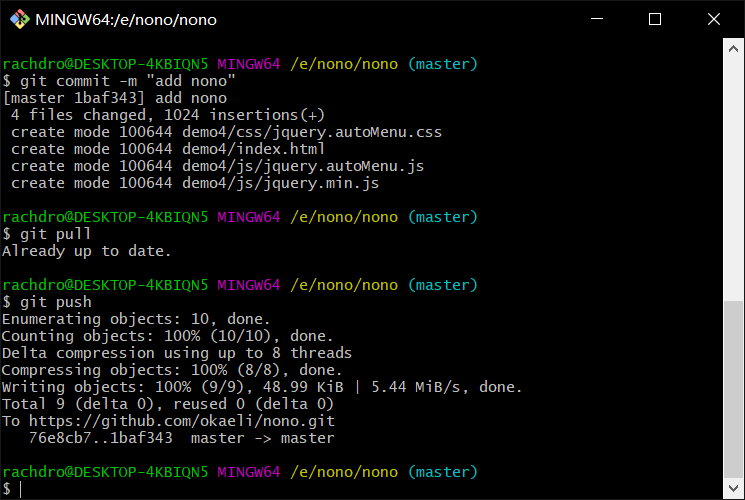 MINGW64:/e/nono/nono
rachdro@DESKTOP-4KBIQN5 MINGW64 /e/nono/nono (master)
$ git commit -m "add nono"
[master 1baf343] add nono
 4 files changed, 1024 insertions(+)
 create mode 100644 demo4/css/jquery.autoMenu.css
 create mode 100644 demo4/index.html
 create mode 100644 demo4/js/jquery.autoMenu.js
 create mode 100644 demo4/js/jquery.min.js
rachdro@DESKTOP-4KBIQN5 MINGW64 /e/nono/nono (master)
$ git pull
Already up to date.
rachdro@DESKTOP-4KBIQN5 MINGW64 /e/nono/nono (master)
$ git push
Enumerating objects: 10, done.
Counting objects: 100% (10/10), done.
Delta compression using up to 8 threads
Compressing objects: 100% (8/8), done.
Writing objects: 100% (9/9), 48.99 KiB | 5.44 MiB/s, done.
Total 9 (delta 0), reused 0 (delta 0)
To https://github.com/okaeli/nono.git
   76e8cb7..1baf343  master -> master
rachdro@DESKTOP-4KBIQN5 MINGW64 /e/nono/nono (master)
$